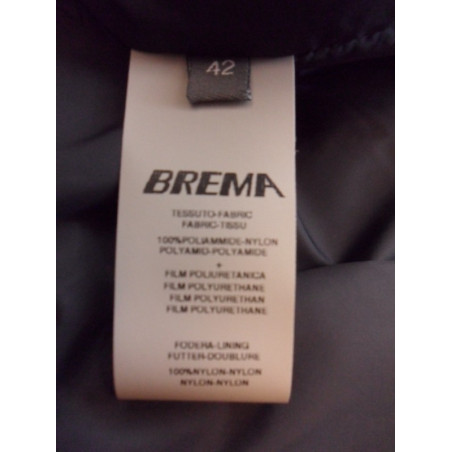 42
BREMA
TESSUTO-FABRIC
FABRIC-TISSU
100%POLIAMMIDE-NYLON
POLYAMID-POLYAMIDE
+
FILM POLIURETANICA
FILM POLYURETHANE
FILM POLYURETHAN
FILM POLYURETHANE
FODERA-LINING
FUTTER-DOUBLURE
100%NYLON-NYLON
NYLON-NYLON